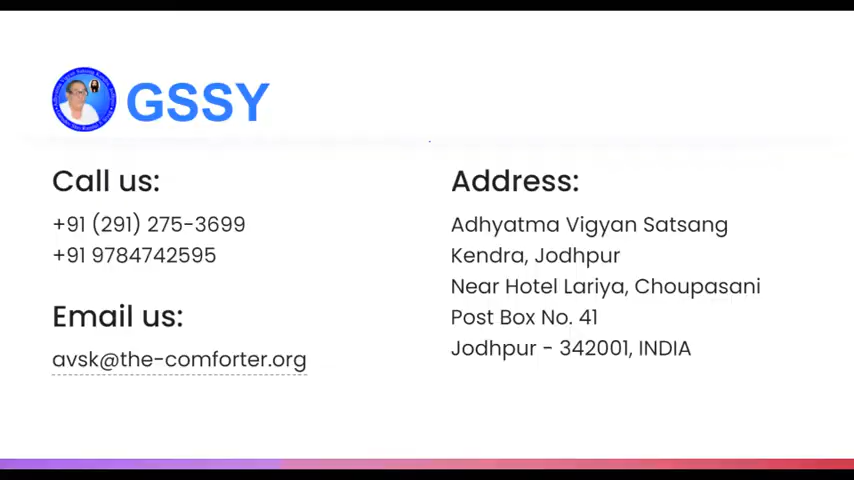 GSSY
Call us:
+91 (291) 275-3699
+91 9784742595
Email us:
avsk@the-comforter.org
Address:
Adhyatma Vigyan Satsang
Kendra, Jodhpur
Near Hotel Lariya, Choupasani
Post Box No. 41
Jodhpur - 342001, INDIA